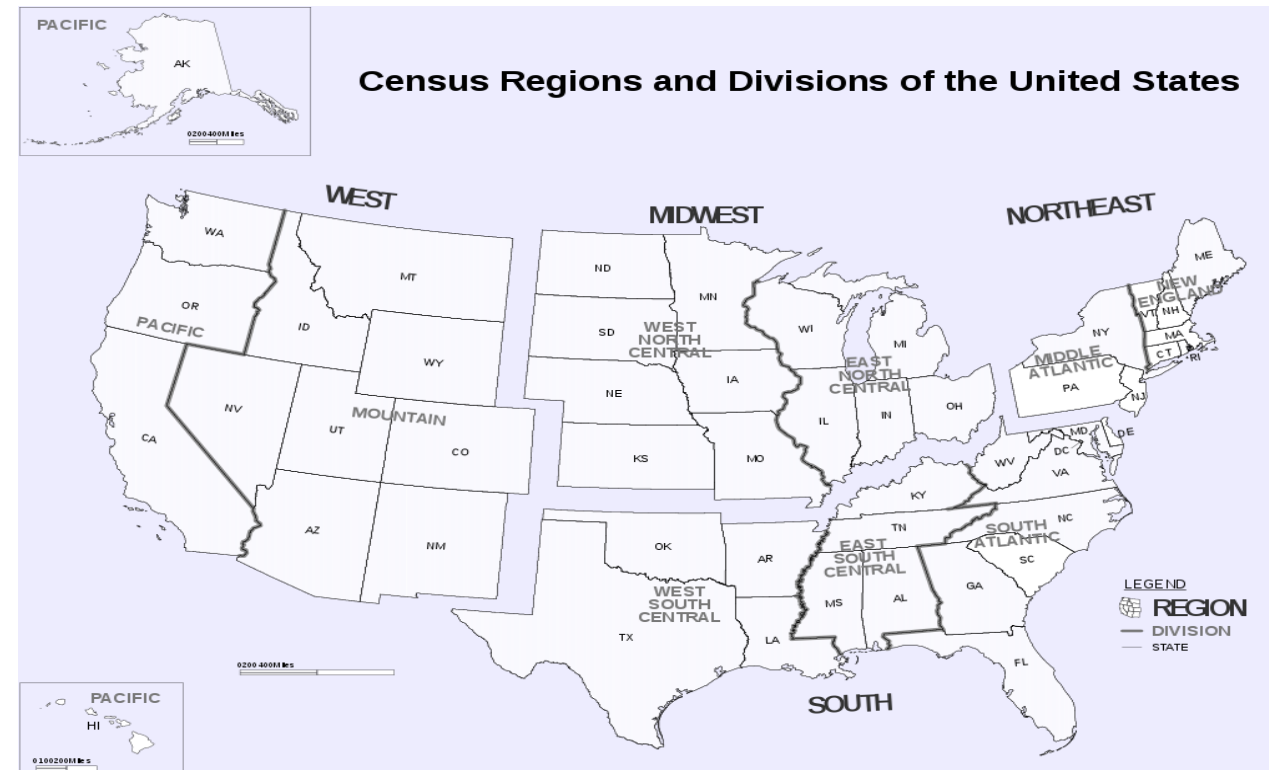 PACIFIC
AK
0200400Miles
Census Regions and Divisions of the United States
WEST
MIDWEST
NORTHEAST
WA
OR
PACIFIC
CA
MT
ID
WY
NV
UT
MOUNTAIN
CO
AZ
NM
ND
MN
SD
WEST
NORTH
CENTRAL
IA
NE
KS
MO
WI
MI
EAST
NORTH
CENTRAL
IL
IN
OH
ME
NEW
ENGLAND
VT
NH
MA
CT
RI
NY
MIDDLE
ATLANTIC
PA
NJ
MD
DE
DC
WV
VA
KY
TN
NC
SOUTH
ATLANTIC
SC
GA
FL
EAST
SOUTH
CENTRAL
MS
AL
OK
AR
WEST
SOUTH
CENTRAL
TX
LA
SOUTH
LEGEND
REGION
DIVISION
STATE
0200 400Miles
PACIFIC
HI
0100200Miles